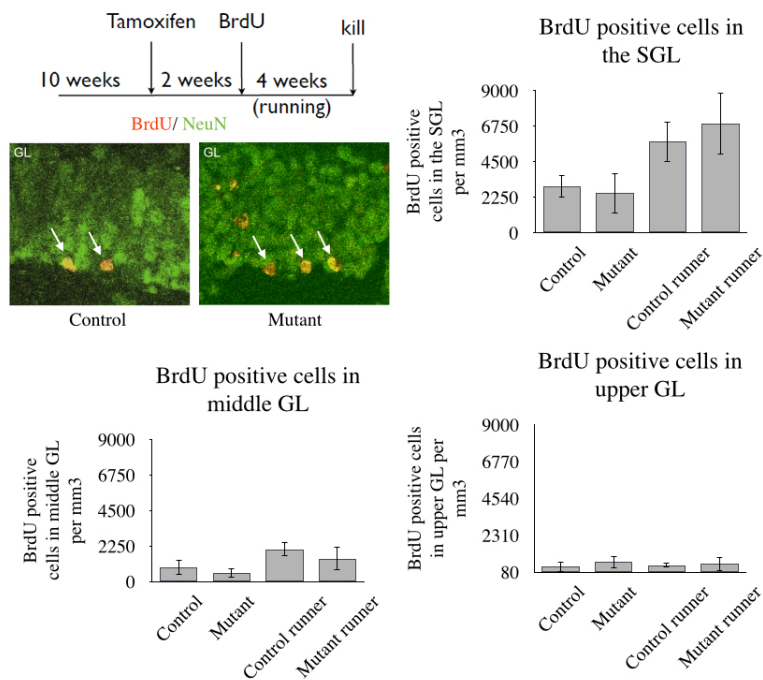 Tamoxifen BrdU
kill
10 weeks 2 weeks 4 weeks
(running)
BrdU/ NeuN
GL
GL
Control
Mutant
BrdU positive cells in
the SGL
BrdU positive
cells in the SGL
per mm3
9000
6750
4500
2250
0
Control
Mutant
Control runner
Mutant runner
BrdU positive cells in
middle GL
BrdU positive
cells in middle GL
per mm3
9000
6750
4500
2250
0
Control
Mutant
Control runner
Mutant runner
BrdU positive cells in
upper GL
BrdU positive cells
in upper GL per
mm3
9000
6770
4540
2310
80
Control
Mutant
Control runner
Mutant runner